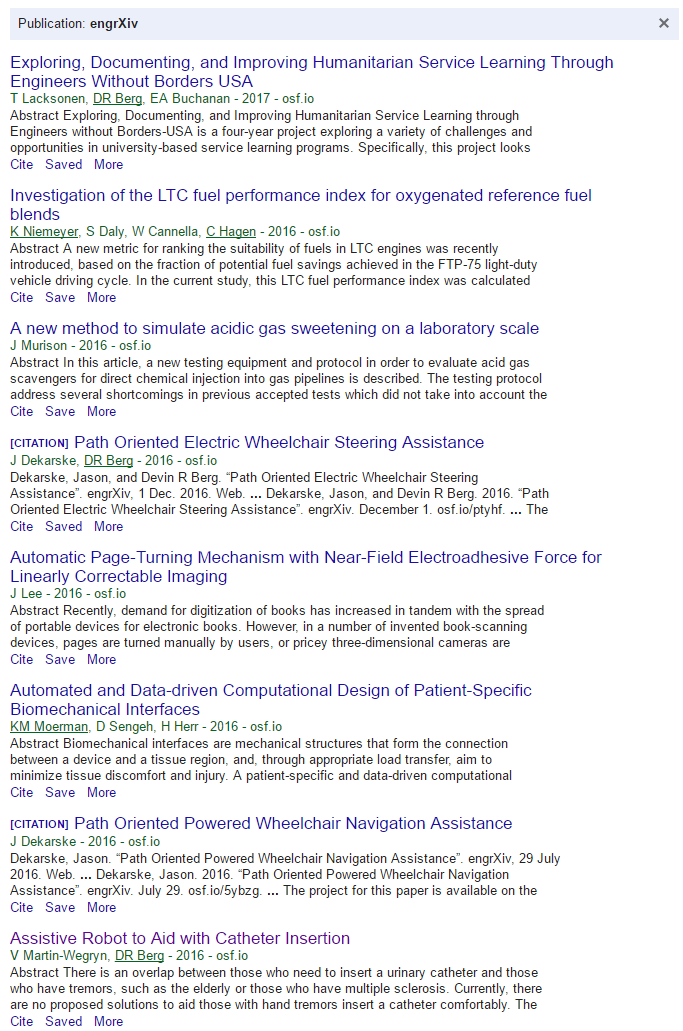 Publication: engrXiv ×
Exploring, Documenting, and Improving Humanitarian Service Learning Through
Engineers Without Borders USA
T Lacksonen, DR Berg, EA Buchanan - 2017 - osf.io
Abstract Exploring, Documenting, and Improving Humanitarian Service Learning through
Engineers without Borders-USA is a four-year project exploring a variety of challenges and
opportunities in university-based service learning programs. Specifically, this project looks
Cite Saved More
Investigation of the LTC fuel performance index for oxygenated reference fuel
blends
K Niemeyer, S Daly, W Cannella, C Hagen - 2016 - osf.io
Abstract A new metric for ranking the suitability of fuels in LTC engines was recently
introduced, based on the fraction of potential fuel savings achieved in the FTP-75 light-duty
vehicle driving cycle. In the current study, this LTC fuel performance index was calculated
Cite Save More
A new method to simulate acidic gas sweetening on a laboratory scale
J Murison - 2016 - osf.io
Abstract In this article, a new testing equipment and protocol in order to evaluate acid gas
scavengers for direct chemical injection into gas pipelines is described. The testing protocol
address several shortcomings in previous accepted tests which did not take into account the
Cite Save More
[CITATION] Path Oriented Electric Wheelchair Steering Assistance
J Dekarske, DR Berg - 2016 - osf.io
Dekarske, Jason, and Devin R Berg. “Path Oriented Electric Wheelchair Steering
Assistance”. engrXiv, 1 Dec. 2016. Web. ... Dekarske, Jason, and Devin R Berg. 2016. “Path
Oriented Electric Wheelchair Steering Assistance”. engrXiv. December 1. osf.io/ptyhf. ... The
Cite Saved More
Automatic Page-Turning Mechanism with Near-Field Electroadhesive Force for
Linearly Correctable Imaging
J Lee - 2016 - osf.io
Abstract Recently, demand for digitization of books has increased in tandem with the spread
of portable devices for electronic books. However, in a number of invented book-scanning
devices, pages are turned manually by users, or pricey three-dimensional cameras are
Cite Save More
Automated and Data-driven Computational Design of Patient-Specific
Biomechanical Interfaces
KM Moerman, D Sengeh, H Herr - 2016 - osf.io
Abstract Biomechanical interfaces are mechanical structures that form the connection
between a device and a tissue region, and, through appropriate load transfer, aim to
minimize tissue discomfort and injury. A patient-specific and data-driven computational
Cite Save More
[CITATION] Path Oriented Powered Wheelchair Navigation Assistance
J Dekarske - 2016 - osf.io
Dekarske, Jason. “Path Oriented Powered Wheelchair Navigation Assistance”. engrXiv, 29 July
2016. Web. ... Dekarske, Jason. 2016. “Path Oriented Powered Wheelchair Navigation
Assistance”. engrXiv. July 29. osf.io/5ybzg. ... The project for this paper is available on the
Cite Save More
Assistive Robot to Aid with Catheter Insertion
V Martin-Wegryn, DR Berg - 2016 - osf.io
Abstract There is an overlap between those who need to insert a urinary catheter and those
who have tremors, such as the elderly or those who have multiple sclerosis. Currently, there
are no proposed solutions to aid those with hand tremors insert a catheter comfortably. The
Cite Saved More